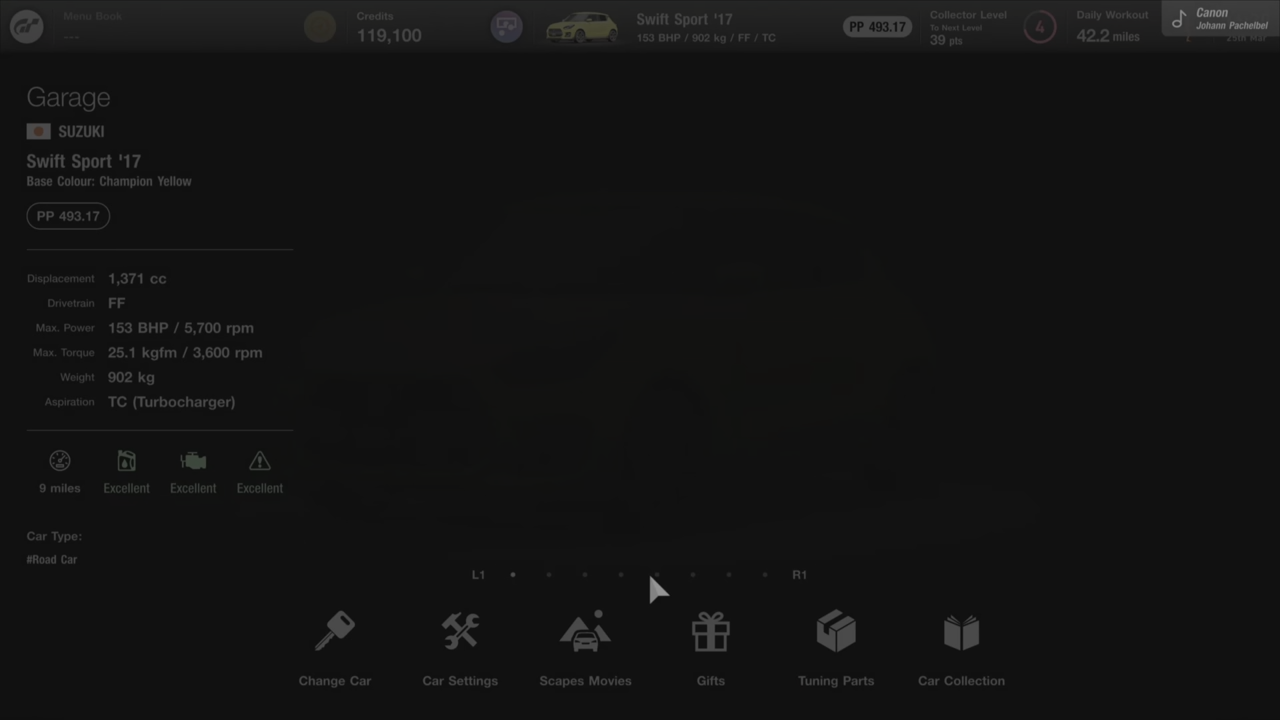 Menu Book
---
Credits
119,100
Swift Sport '17
153 BHP / 902 kg / FF / TC
PP 493.17
Collector Level
To Next Level
39 pts
4
Daily Workout
42.2 miles
Canon
Johann Pachelbel
Garage
SUZUKI
Swift Sport '17
Base Colour: Champion Yellow
PP 493.17
Displacement 1,371 cc
Drivetrain FF
Max. Power 153 BHP / 5,700 rpm
Max. Torque 25.1 kgfm / 3,600 rpm
Weight 902 kg
Aspiration TC (Turbocharger)
9 miles Excellent Excellent Excellent
Car Type:
#Road Car
L1 R1
Change Car Car Settings Scapes Movies Gifts Tuning Parts Car Collection